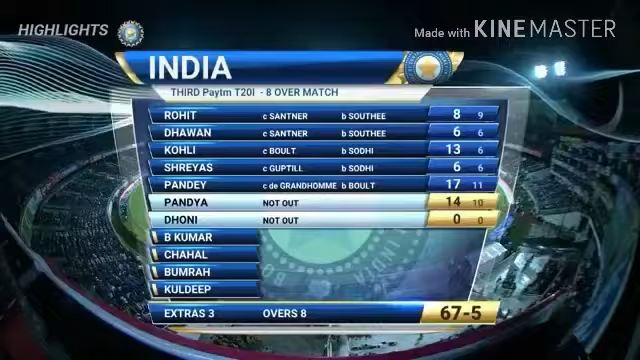 HIGHLIGHTS
Made with KINEMASTER
INDIA
THIRD Paytm T20I - 8 OVER MATCH
ROHIT c SANTNER b SOUTHEE 8 9
DHAWAN c SANTNER b SOUTHEE 6 6
KOHLI c BOULT b SODHI 13 6
SHREYAS c GUPTILL b SODHI 6 6
PANDEY c de GRANDHOMME b BOULT 17 11
PANDYA NOT OUT 14 10
DHONI NOT OUT 0 0
B KUMAR
CHAHAL
BUMRAH
KULDEEP
EXTRAS 3 OVERS 8 67-5